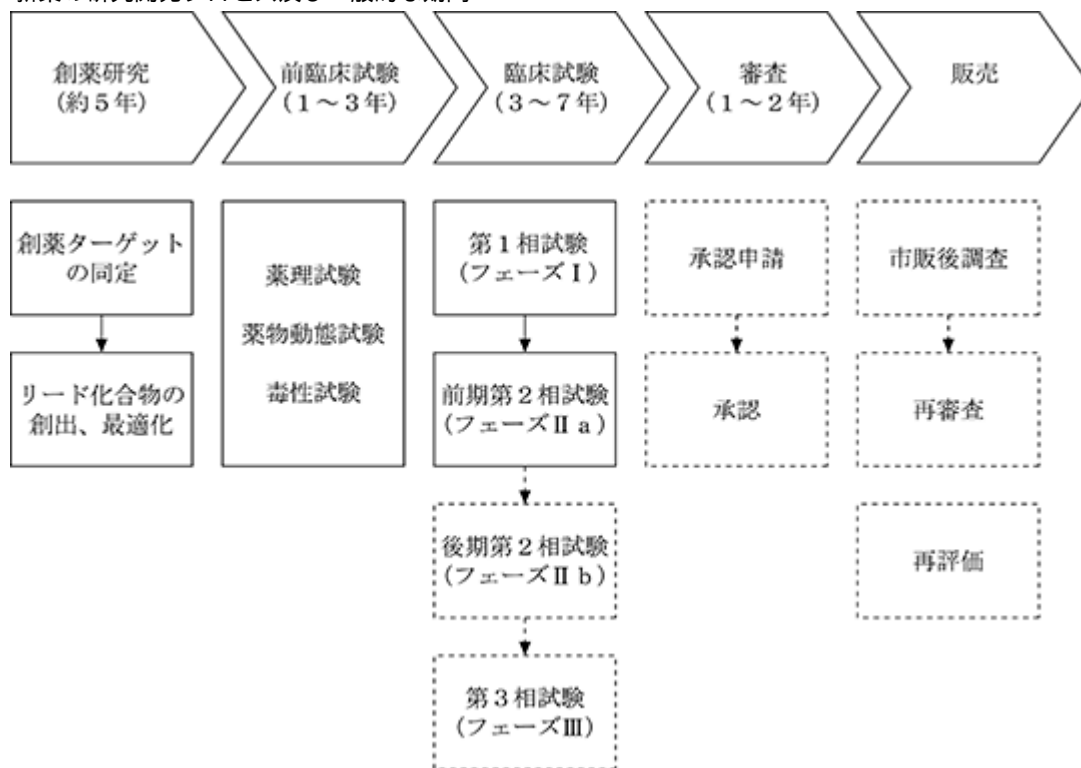 創薬研究
(約5年)
前臨床試験
(1～3年)
臨床試験
(3～7年)
審査
(1～2年)
販売
創薬ターゲット
の同定
リード化合物の
創出、最適化
薬理試験
薬物動態試験
毒性試験
第1相試験
(フェーズⅠ)
前期第2相試験
(フェーズⅡa)
後期第2相試験
(フェーズⅡb)
第3相試験
(フェーズⅢ)
承認申請
承認
市販後調査
再審査
再評価